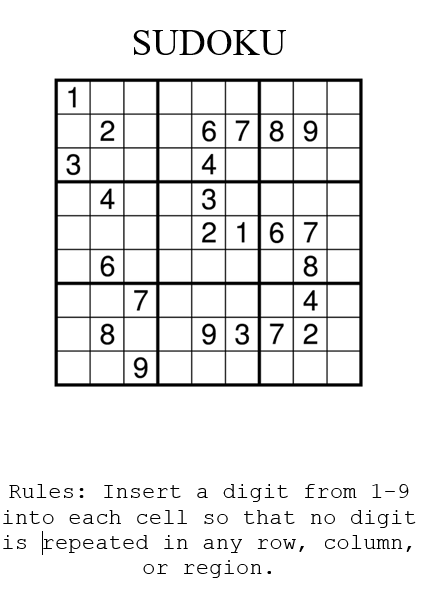 SUDOKU
1
2 6 7 8 9
3 4
4 3
2 1 6 7
6 8
7 4
8 9 3 7 2
9
Rules: Insert a digit from 1-9
into each cell so that no digit
is repeated in any row, column,
or region.